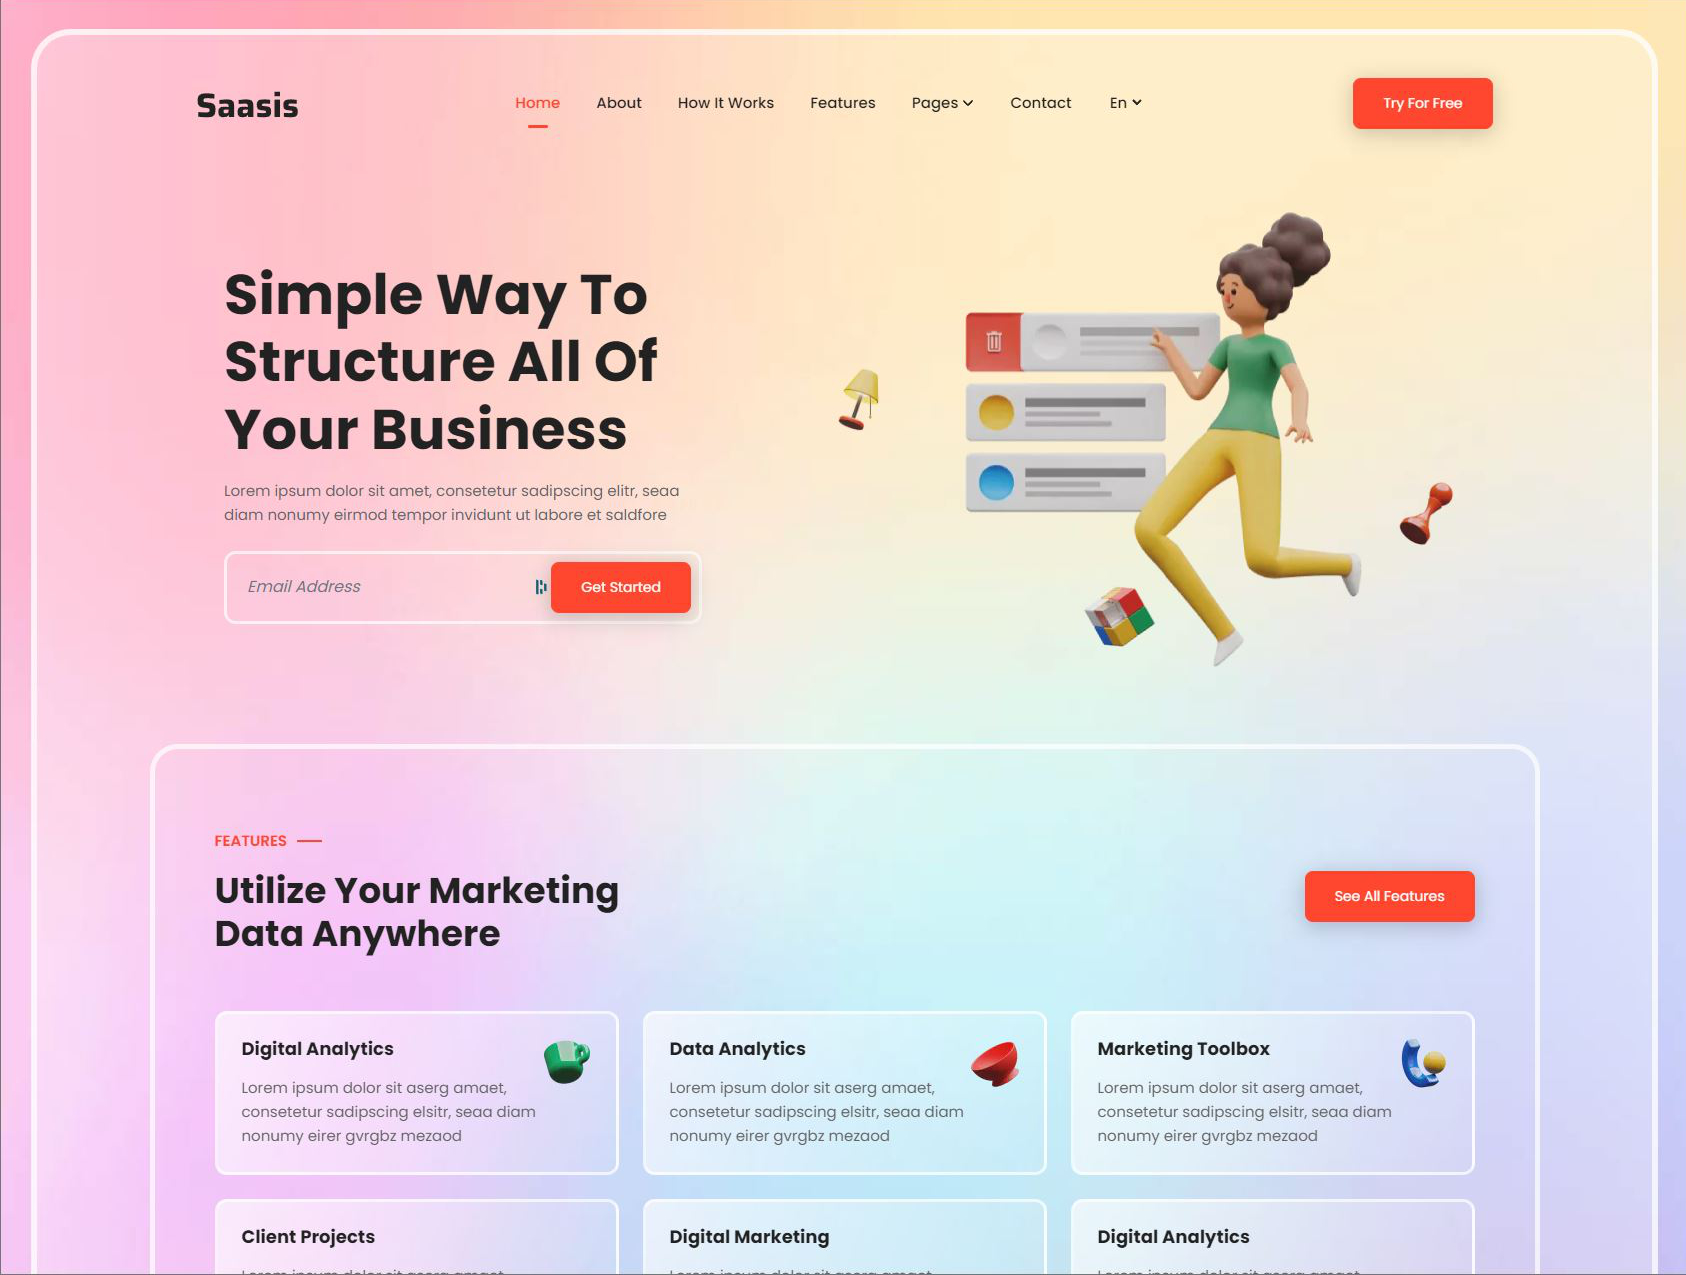 Saasis
Home About How It Works Features Pages Contact En
Try For Free
Simple Way To
Structure All Of
Your Business
Lorem ipsum dolor sit amet, consetetur sadipscing elitr, seaa
diam nonumy eirmod tempor invidunt ut labore et saldfore
Email Address
Get Started
FEATURES
Utilize Your Marketing
Data Anywhere
See All Features
Digital Analytics
Lorem ipsum dolor sit aserg amaet,
consetetur sadipscing elsitr, seaa diam
nonumy eirer gvrgbz mezaod
Data Analytics
Lorem ipsum dolor sit aserg amaet,
consetetur sadipscing elsitr, seaa diam
nonumy eirer gvrgbz mezaod
Marketing Toolbox
Lorem ipsum dolor sit aserg amaet,
consetetur sadipscing elsitr, seaa diam
nonumy eirer gvrgbz mezaod
Client Projects
Digital Marketing
Digital Analytics